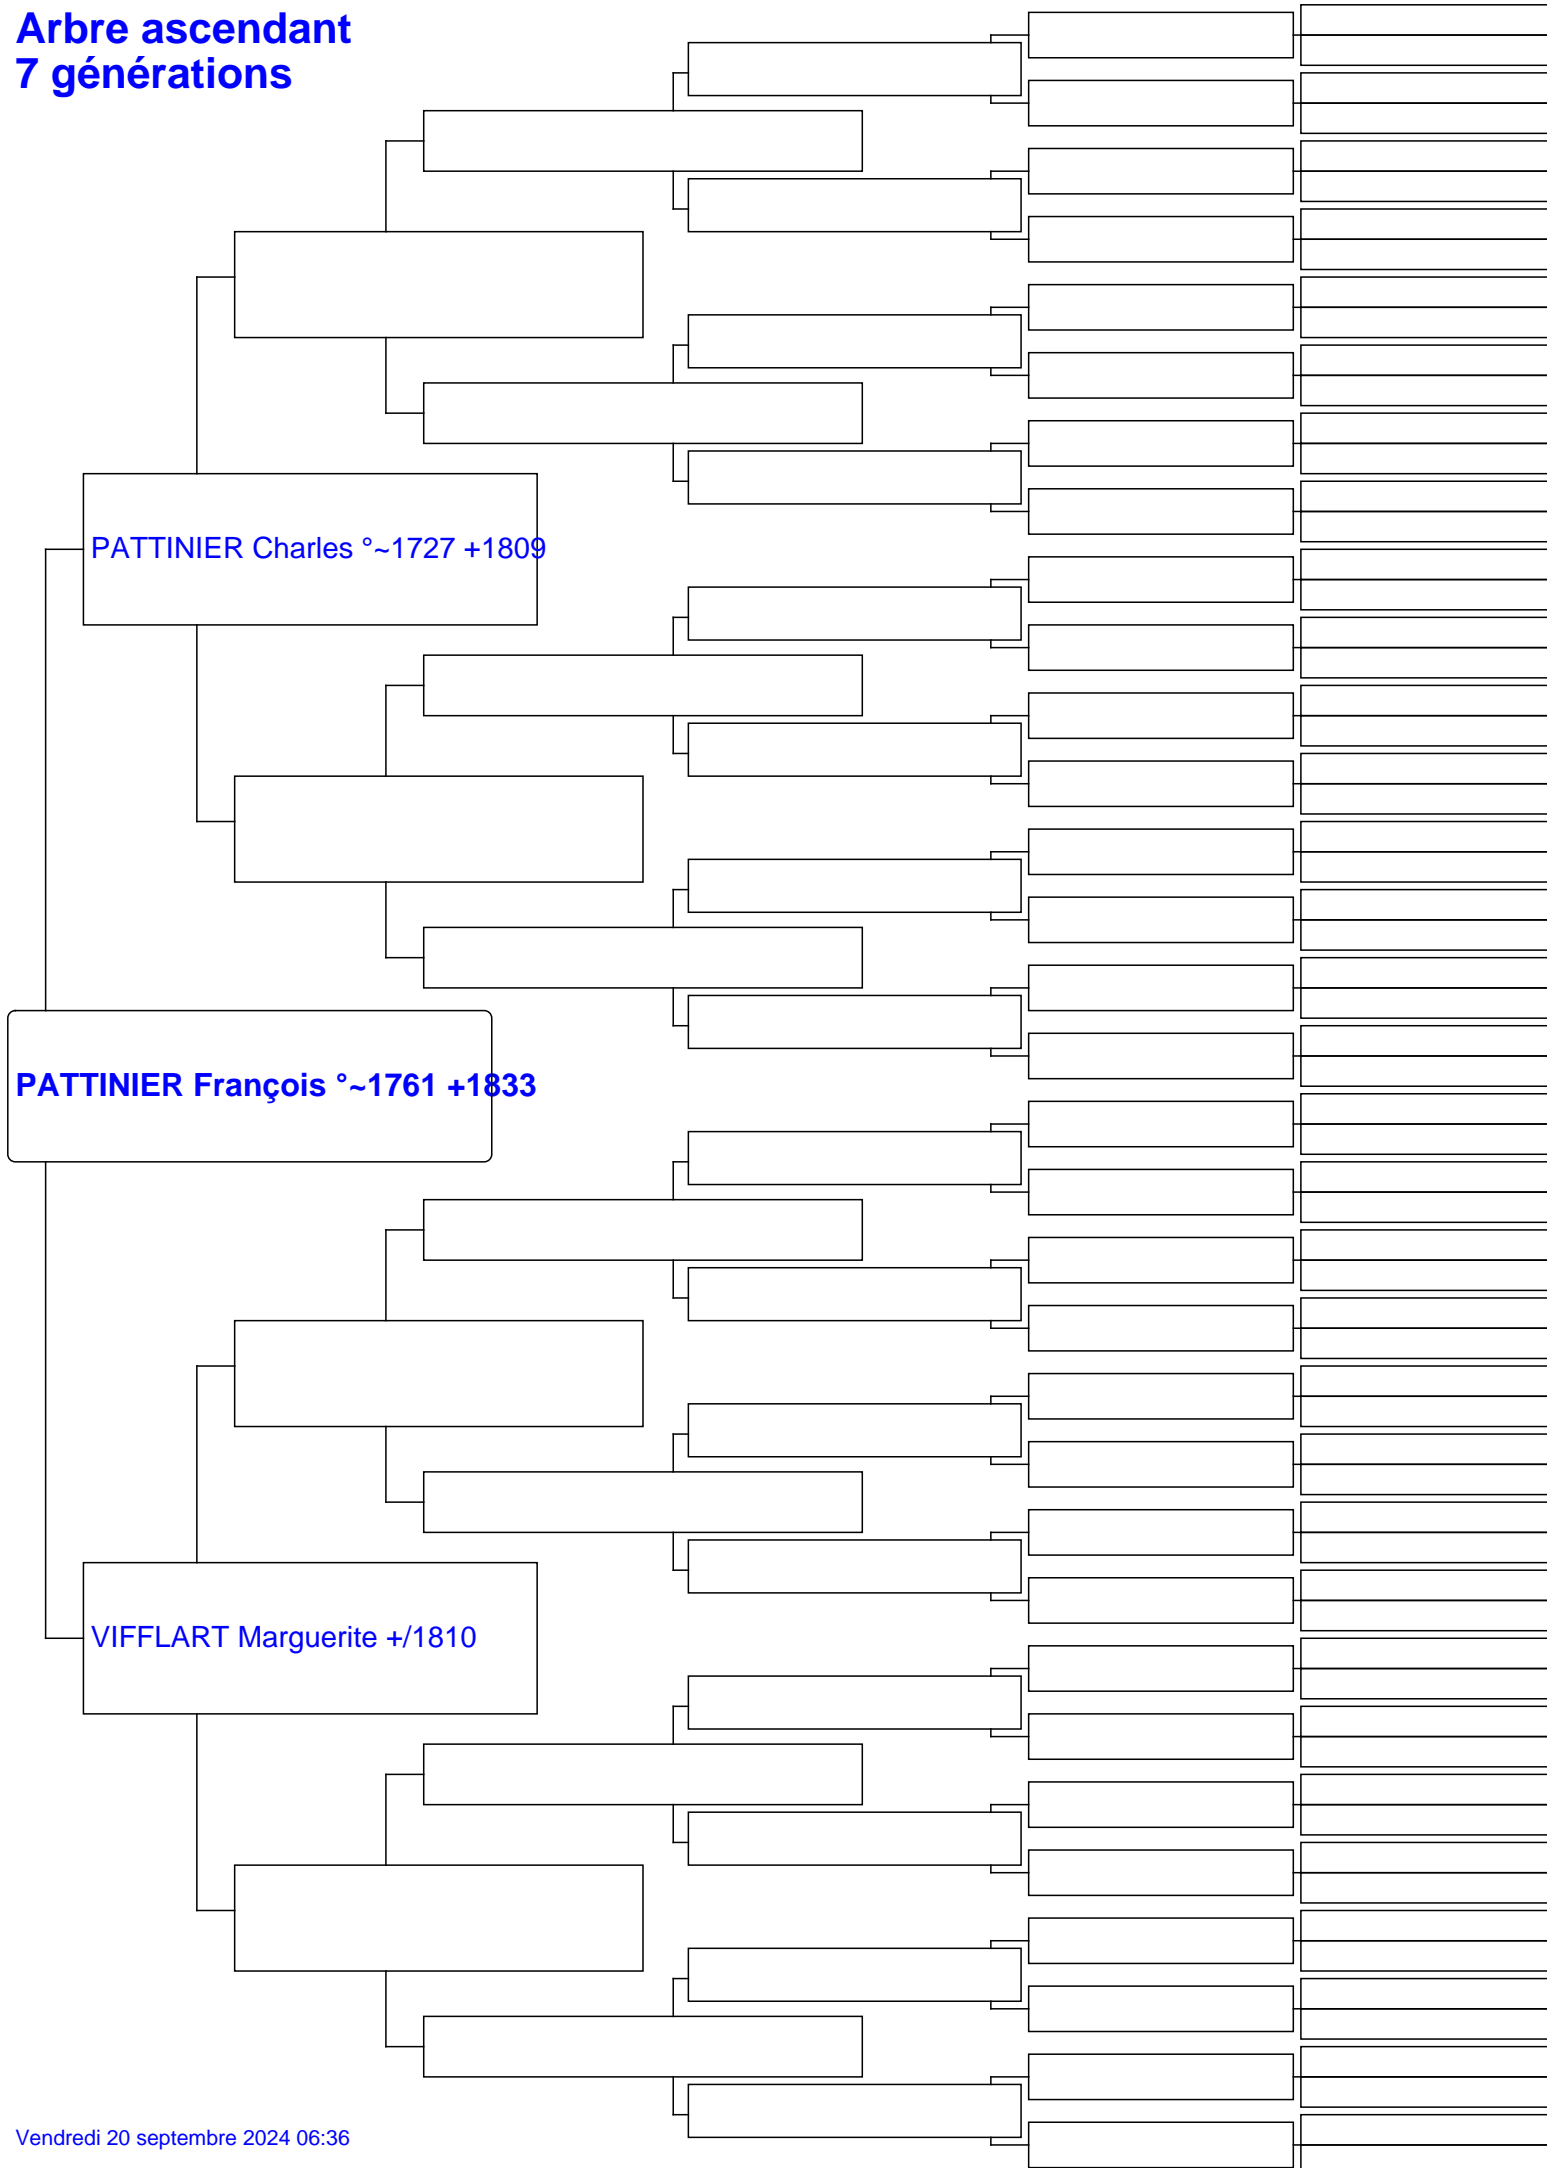 Arbre ascendant
7 générations
PATTINIER Charles °~1727 +1809
PATTINIER François °~1761 +1833
VIFFLART Marguerite +/1810
Vendredi 20 septembre 2024 06:36